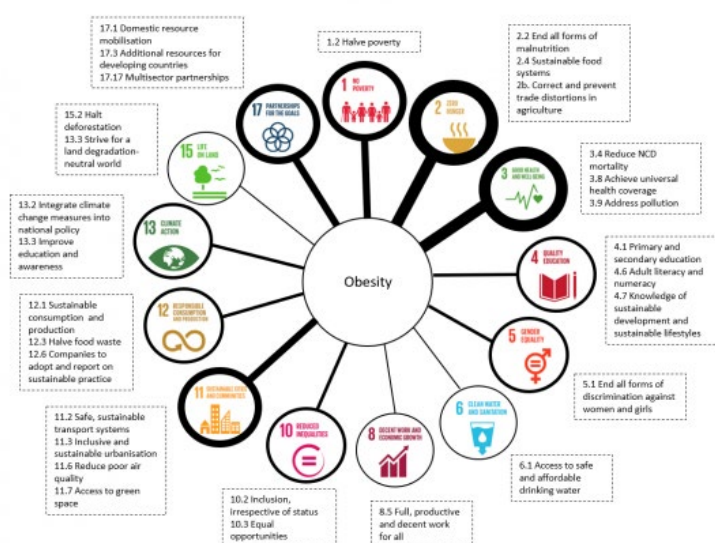 17.1 Domestic resource
mobilisation
17.3 Additional resources for
developing countries
17.17 Multisector partnerships
1.2 Halve poverty
2.2 End all forms of
malnutrition
2.4 Sustainable food
systems
2b. Correct and prevent
trade distortions in
agriculture
1 NO
POVERTY
17 PARTNERSHIPS
FOR THE GOALS
2 ZERO
HUNGER
15.2 Halt
deforestation
13.3 Strive for a
land degradation-
neutral world
15 LIFE
ON LAND
3 GOOD HEALTH
AND WELL-BEING
3.4 Reduce NCD
mortality
3.8 Achieve universal
health coverage
3.9 Address pollution
13.2 Integrate climate
change measures into
national policy
13.3 Improve
education and
awareness
13 CLIMATE
ACTION
Obesity
4 QUALITY
EDUCATION
4.1 Primary and
secondary education
4.6 Adult literacy and
numeracy
4.7 Knowledge of
sustainable
development and
sustainable lifestyles
12.1 Sustainable
consumption and
production
12.3 Halve food waste
12.6 Companies to
adopt and report on
sustainable practice
12 RESPONSIBLE
CONSUMPTION
AND PRODUCTION
5 GENDER
EQUALITY
5.1 End all forms of
discrimination against
women and girls
11 SUSTAINABLE CITIES
AND COMMUNITIES
11.2 Safe, sustainable
transport systems
11.3 Inclusive and
sustainable urbanisation
11.6 Reduce poor air
quality
11.7 Access to green
space
10 REDUCED
INEQUALITIES
8 DECENT WORK AND
ECONOMIC GROWTH
6 CLEAN WATER
AND SANITATION
6.1 Access to safe
and affordable
drinking water
10.2 Inclusion,
irrespective of status
10.3 Equal
opportunities
8.5 Full, productive
and decent work
for all